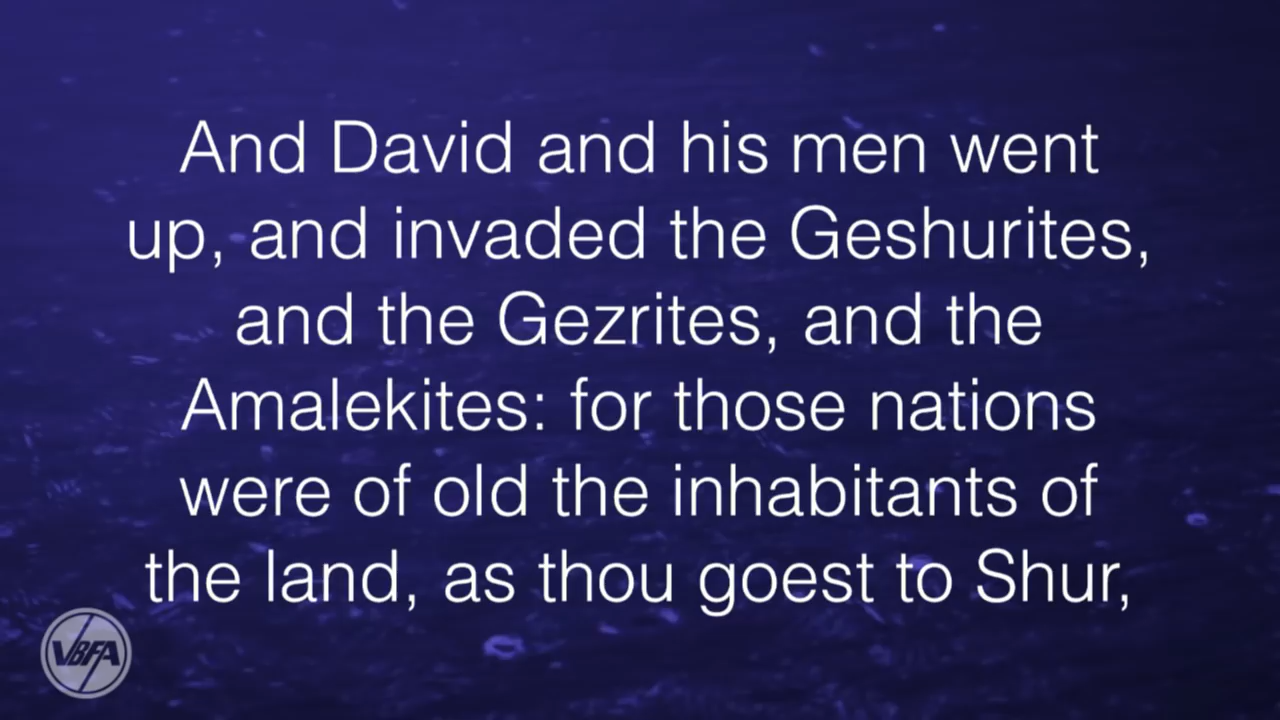 And David and his men went
up, and invaded the Geshurites,
and the Gezrites, and the
Amalekites: for those nations
were of old the inhabitants of
the land, as thou goest to Shur,
VBFA